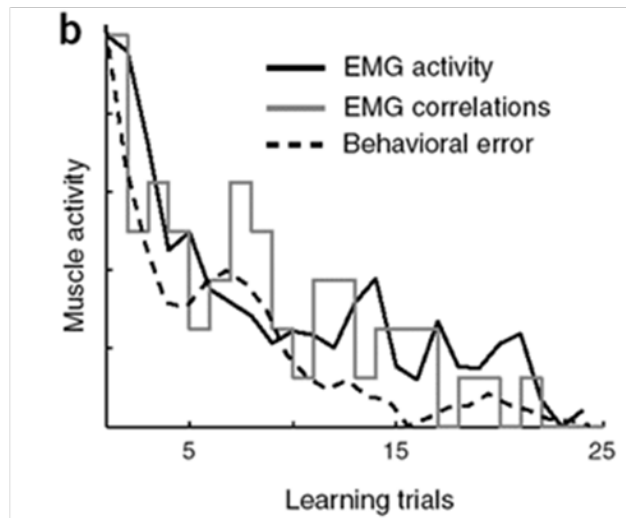 b
EMG activity
EMG correlations
Behavioral error
Muscle activity
5
15
25
Learning trials